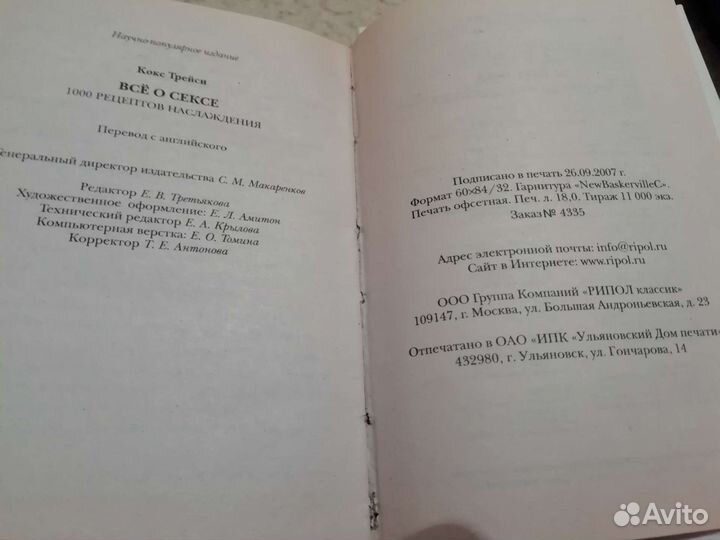 Научно-популярное издание
Кокс Трейси
ВСЁ О СЕКСЕ
1000 РЕЦЕПТОВ НАСЛАЖДЕНИЯ
Перевод с английского
Генеральный директор издательства С. М. Макаренков
Редактор Е. В. Третьякова
Художественное оформление: Е. Л. Амитон
Технический редактор Е. А. Крылова
Компьютерная верстка: Е. О. Томина
Корректор Т. Е. Антонова
Подписано в печать 26.09.2007 г.
Формат 60×84/32. Гарнитура «NewBaskervilleC».
Печать офсетная. Печ. л. 18,0. Тираж 11 000 экз.
Заказ № 4335
Адрес электронной почты: info@ripol.ru
Сайт в Интернете: www.ripol.ru
ООО Группа Компаний «РИПОЛ классик»
109147, г. Москва, ул. Большая Андроньевская, д. 23
Отпечатано в ОАО «ИПК «Ульяновский Дом печати»
432980, г. Ульяновск, ул. Гончарова, 14
Avito